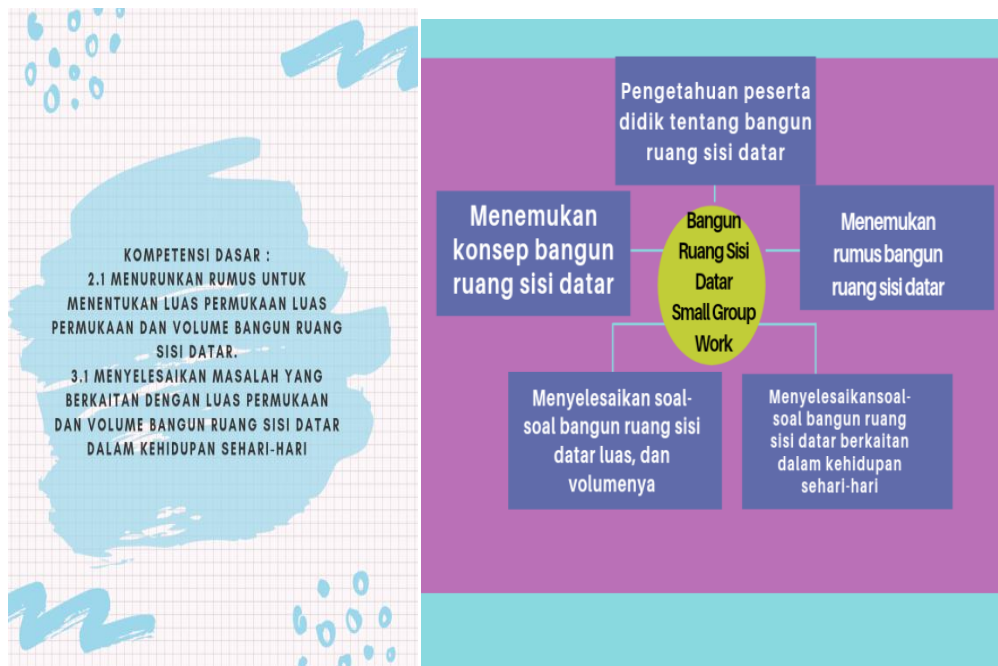 KOMPETENSI DASAR :
2.1 MENURUNKAN RUMUS UNTUK
MENENTUKAN LUAS PERMUKAAN LUAS
PERMUKAAN DAN VOLUME BANGUN RUANG
SISI DATAR.
3.1 MENYELESAIKAN MASALAH YANG
BERKAITAN DENGAN LUAS PERMUKAAN
DAN VOLUME BANGUN RUANG SISI DATAR
DALAM KEHIDUPAN SEHARI-HARI
Pengetahuan peserta
didik tentang bangun
ruang sisi datar
Menemukan
konsep bangun
ruang sisi datar
Bangun
Ruang Sisi
Datar
Small Group
Work
Menemukan
rumus bangun
ruang sisi datar
Menyelesaikan soal-
soal bangun ruang sisi
datar luas, dan
volumenya
Menyelesaikansoal-
soal bangun ruang
sisi datar berkaitan
dalam kehidupan
sehari-hari